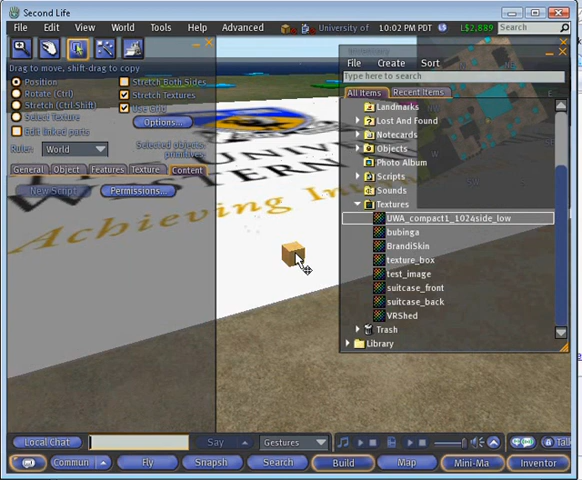 Second Life
File Edit View World Tools Help Advanced University of 10:02 PM PDT L$2,889 Search
Drag to move, shift-drag to copy
Position
Rotate (Ctrl)
Stretch (Ctrl Shift)
Select Texture
Edit linked parts
Stretch Both Sides
Stretch Textures
Use Grid
Options...
Ruler: World
Selected objects:
primitives:
General Object Features Texture Content
New Script Permissions...
UNIV
WESTERN
Achieving In
Inventory
File Create Sort
Type here to search
All Items Recent Items
Landmarks
Lost And Found
Notecards
Objects
Photo Album
Scripts
Sounds
Textures
UWA_compact1_1024side_low
bubinga
BrandiSkin
texture_box
test_image
suitcase_front
suitcase_back
VRShed
Trash
Library
Local Chat Say Gestures Talk
Commun Fly Snapsh Search Build Map Mini-Ma Inventor